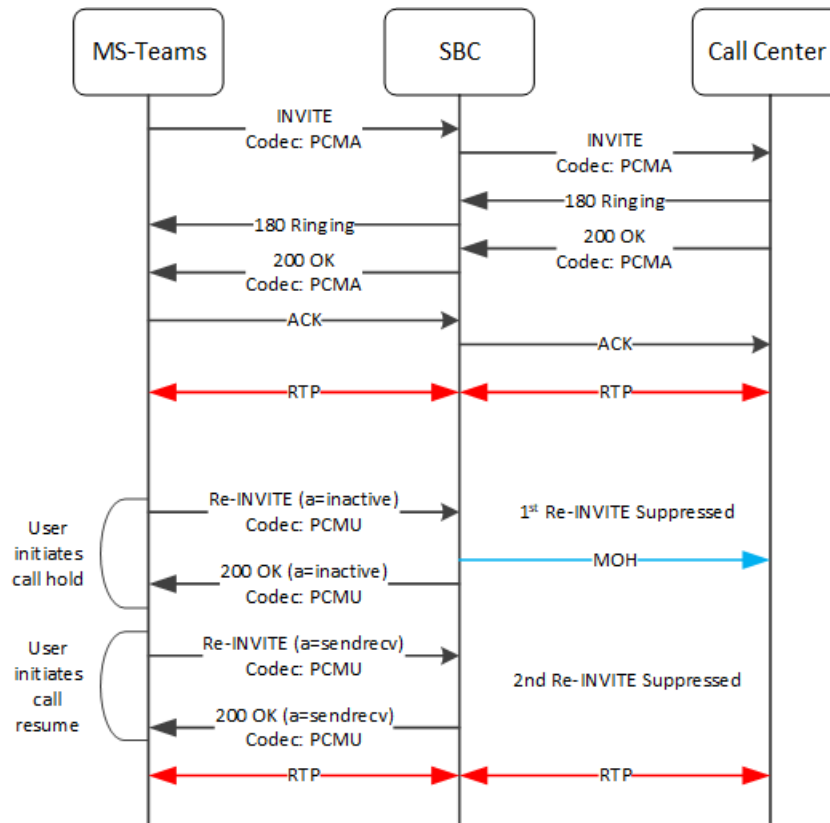 MS-Teams
SBC
Call Center
INVITE
Codec: PCMA
INVITE
Codec: PCMA
180 Ringing
180 Ringing
200 OK
Codec: PCMA
200 OK
Codec: PCMA
ACK
ACK
RTP
RTP
User
initiates
call hold
Re-INVITE (a=inactive)
Codec: PCMU
1st Re-INVITE Suppressed
MOH
200 OK (a=inactive)
Codec: PCMU
User
initiates
call
resume
Re-INVITE (a=sendrecv)
Codec: PCMU
2nd Re-INVITE Suppressed
200 OK (a=sendrecv)
Codec: PCMU
RTP
RTP